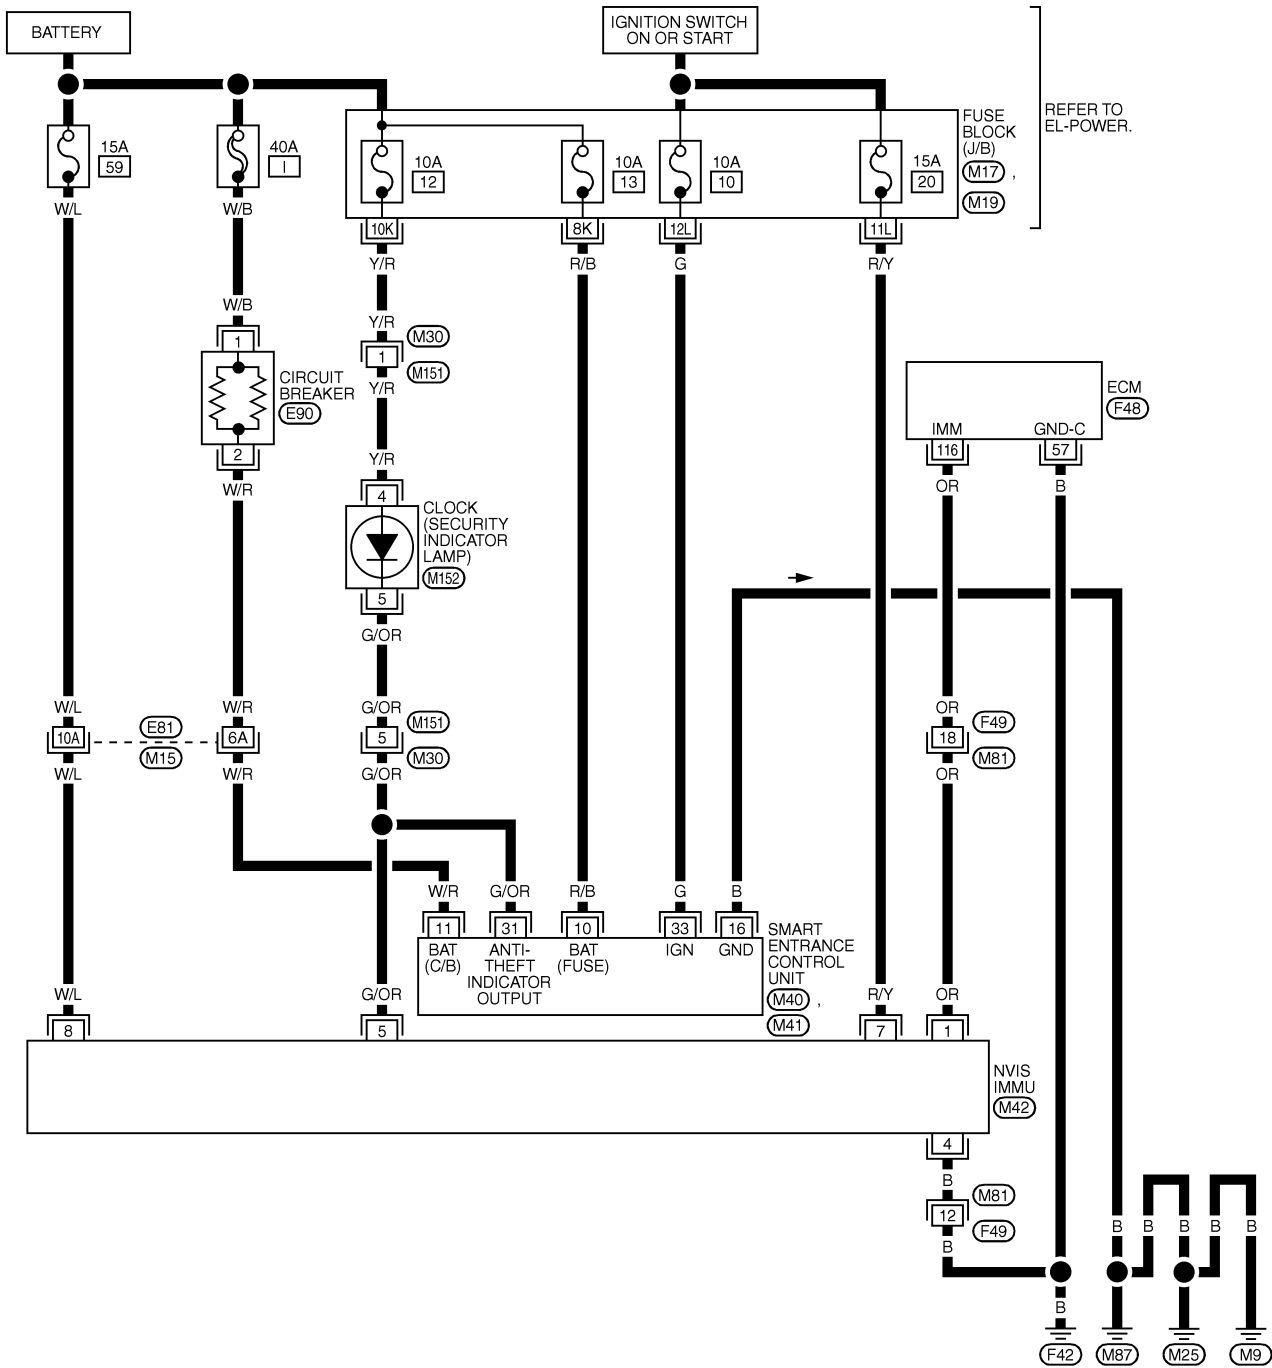 BATTERY
IGNITION SWITCH
ON OR START
REFER TO
EL-POWER.
15A
59
40A
I
10A
12
10A
13
10A
10
15A
20
FUSE
BLOCK
(J/B)
M17 ,
M19
W/L
W/B
10K
8K
12L
11L
Y/R
R/B
G
R/Y
W/B
1
CIRCUIT
BREAKER
E90
2
W/R
Y/R
M30
1
M151
Y/R
Y/R
4
CLOCK
(SECURITY
INDICATOR
LAMP)
M152
5
G/OR
ECM
F48
IMM
GND-C
116
57
OR
B
W/L
W/R
G/OR
OR
10A
E81
M15
6A
M151
5
M30
F49
18
M81
W/L
W/R
G/OR
OR
W/R
G/OR
R/B
G
B
11
31
10
33
16
BAT
(C/B)
ANTI-
THEFT
INDICATOR
OUTPUT
BAT
(FUSE)
IGN
GND
SMART
ENTRANCE
CONTROL
UNIT
M40 ,
M41
W/L
G/OR
R/Y
OR
8
5
7
1
NVIS
IMMU
M42
4
B
M81
12
F49
B
B
B
B
B
B
B
F42
M87
M25
M9